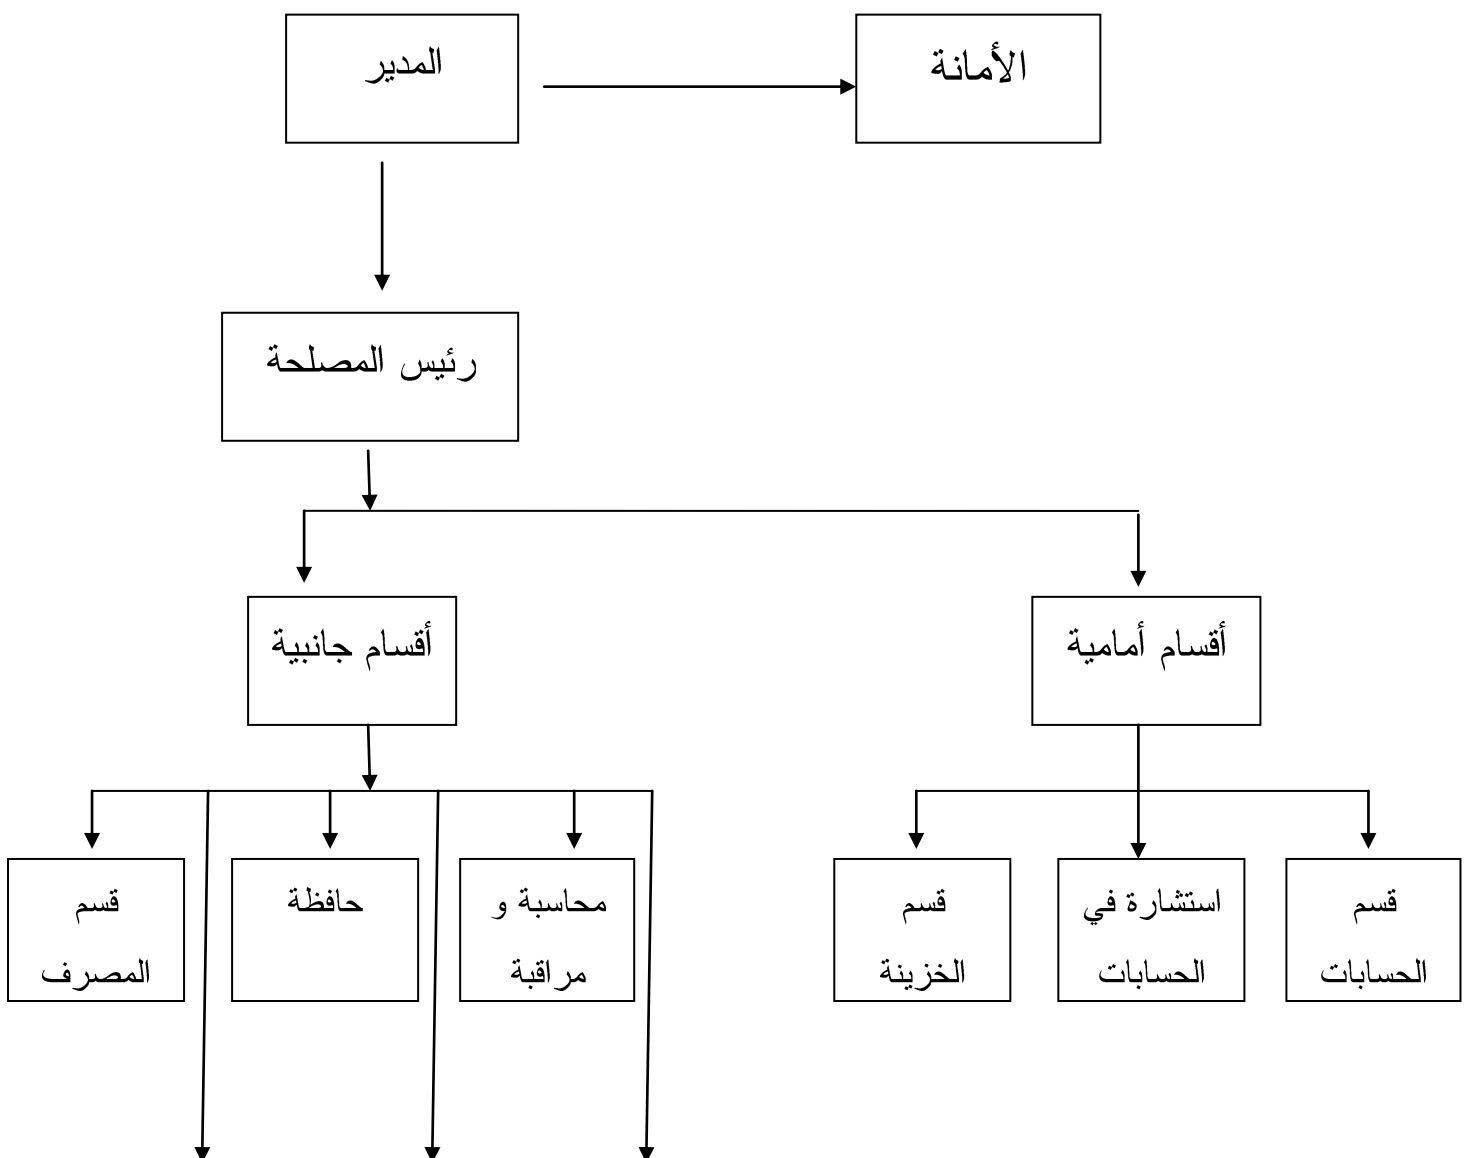 الأمانة
المدير
رئيس المصلحة
أقسام أمامية
أقسام جانبية
قسم
الحسابات
استشارة في
الحسابات
قسم
الخزينة
محاسبة و
مراقبة
حافظة
قسم
المصرف